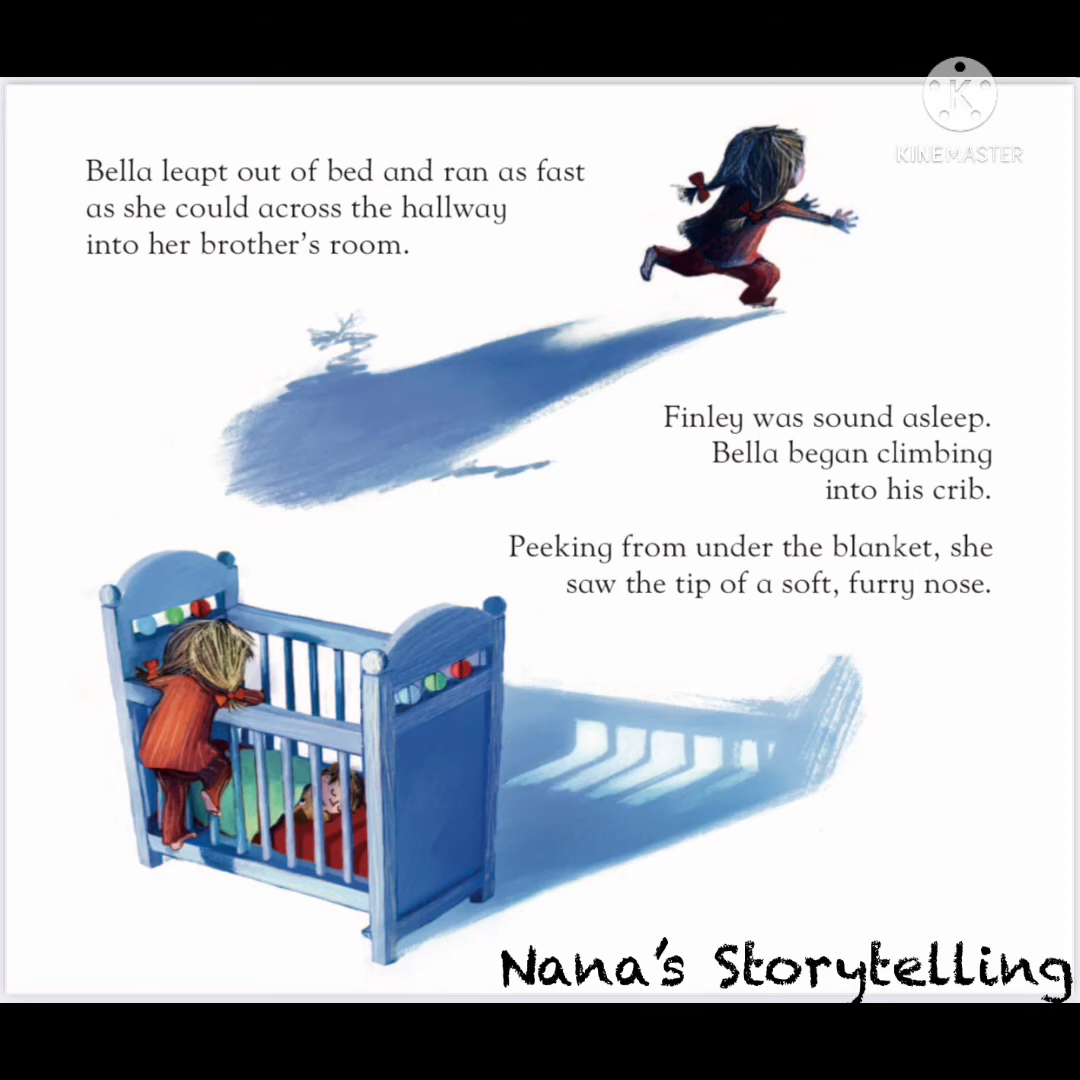 KINEMASTER
Bella leapt out of bed and ran as fast
as she could across the hallway
into her brother's room.
Finley was sound asleep.
Bella began climbing
into his crib.
Peeking from under the blanket, she
saw the tip of a soft, furry nose.
Nana's Storytelling